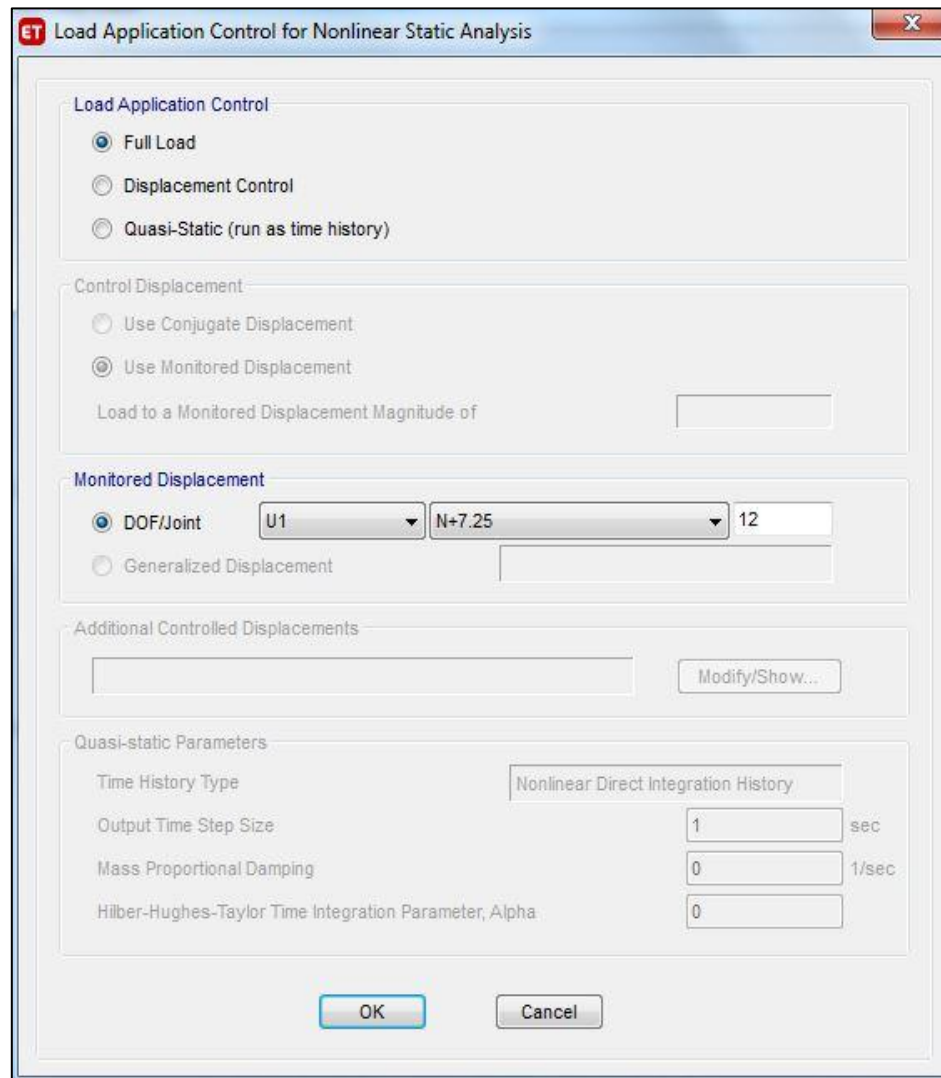 ET Load Application Control for Nonlinear Static Analysis X
Load Application Control
Full Load
Displacement Control
Quasi-Static (run as time history)
Control Displacement
Use Conjugate Displacement
Use Monitored Displacement
Load to a Monitored Displacement Magnitude of
Monitored Displacement
DOF/Joint U1 N+7.25 12
Generalized Displacement
Additional Controlled Displacements
Modify/Show...
Quasi-static Parameters
Time History Type Nonlinear Direct Integration History
Output Time Step Size 1 sec
Mass Proportional Damping 0 1/sec
Hilber-Hughes-Taylor Time Integration Parameter, Alpha 0
OK Cancel